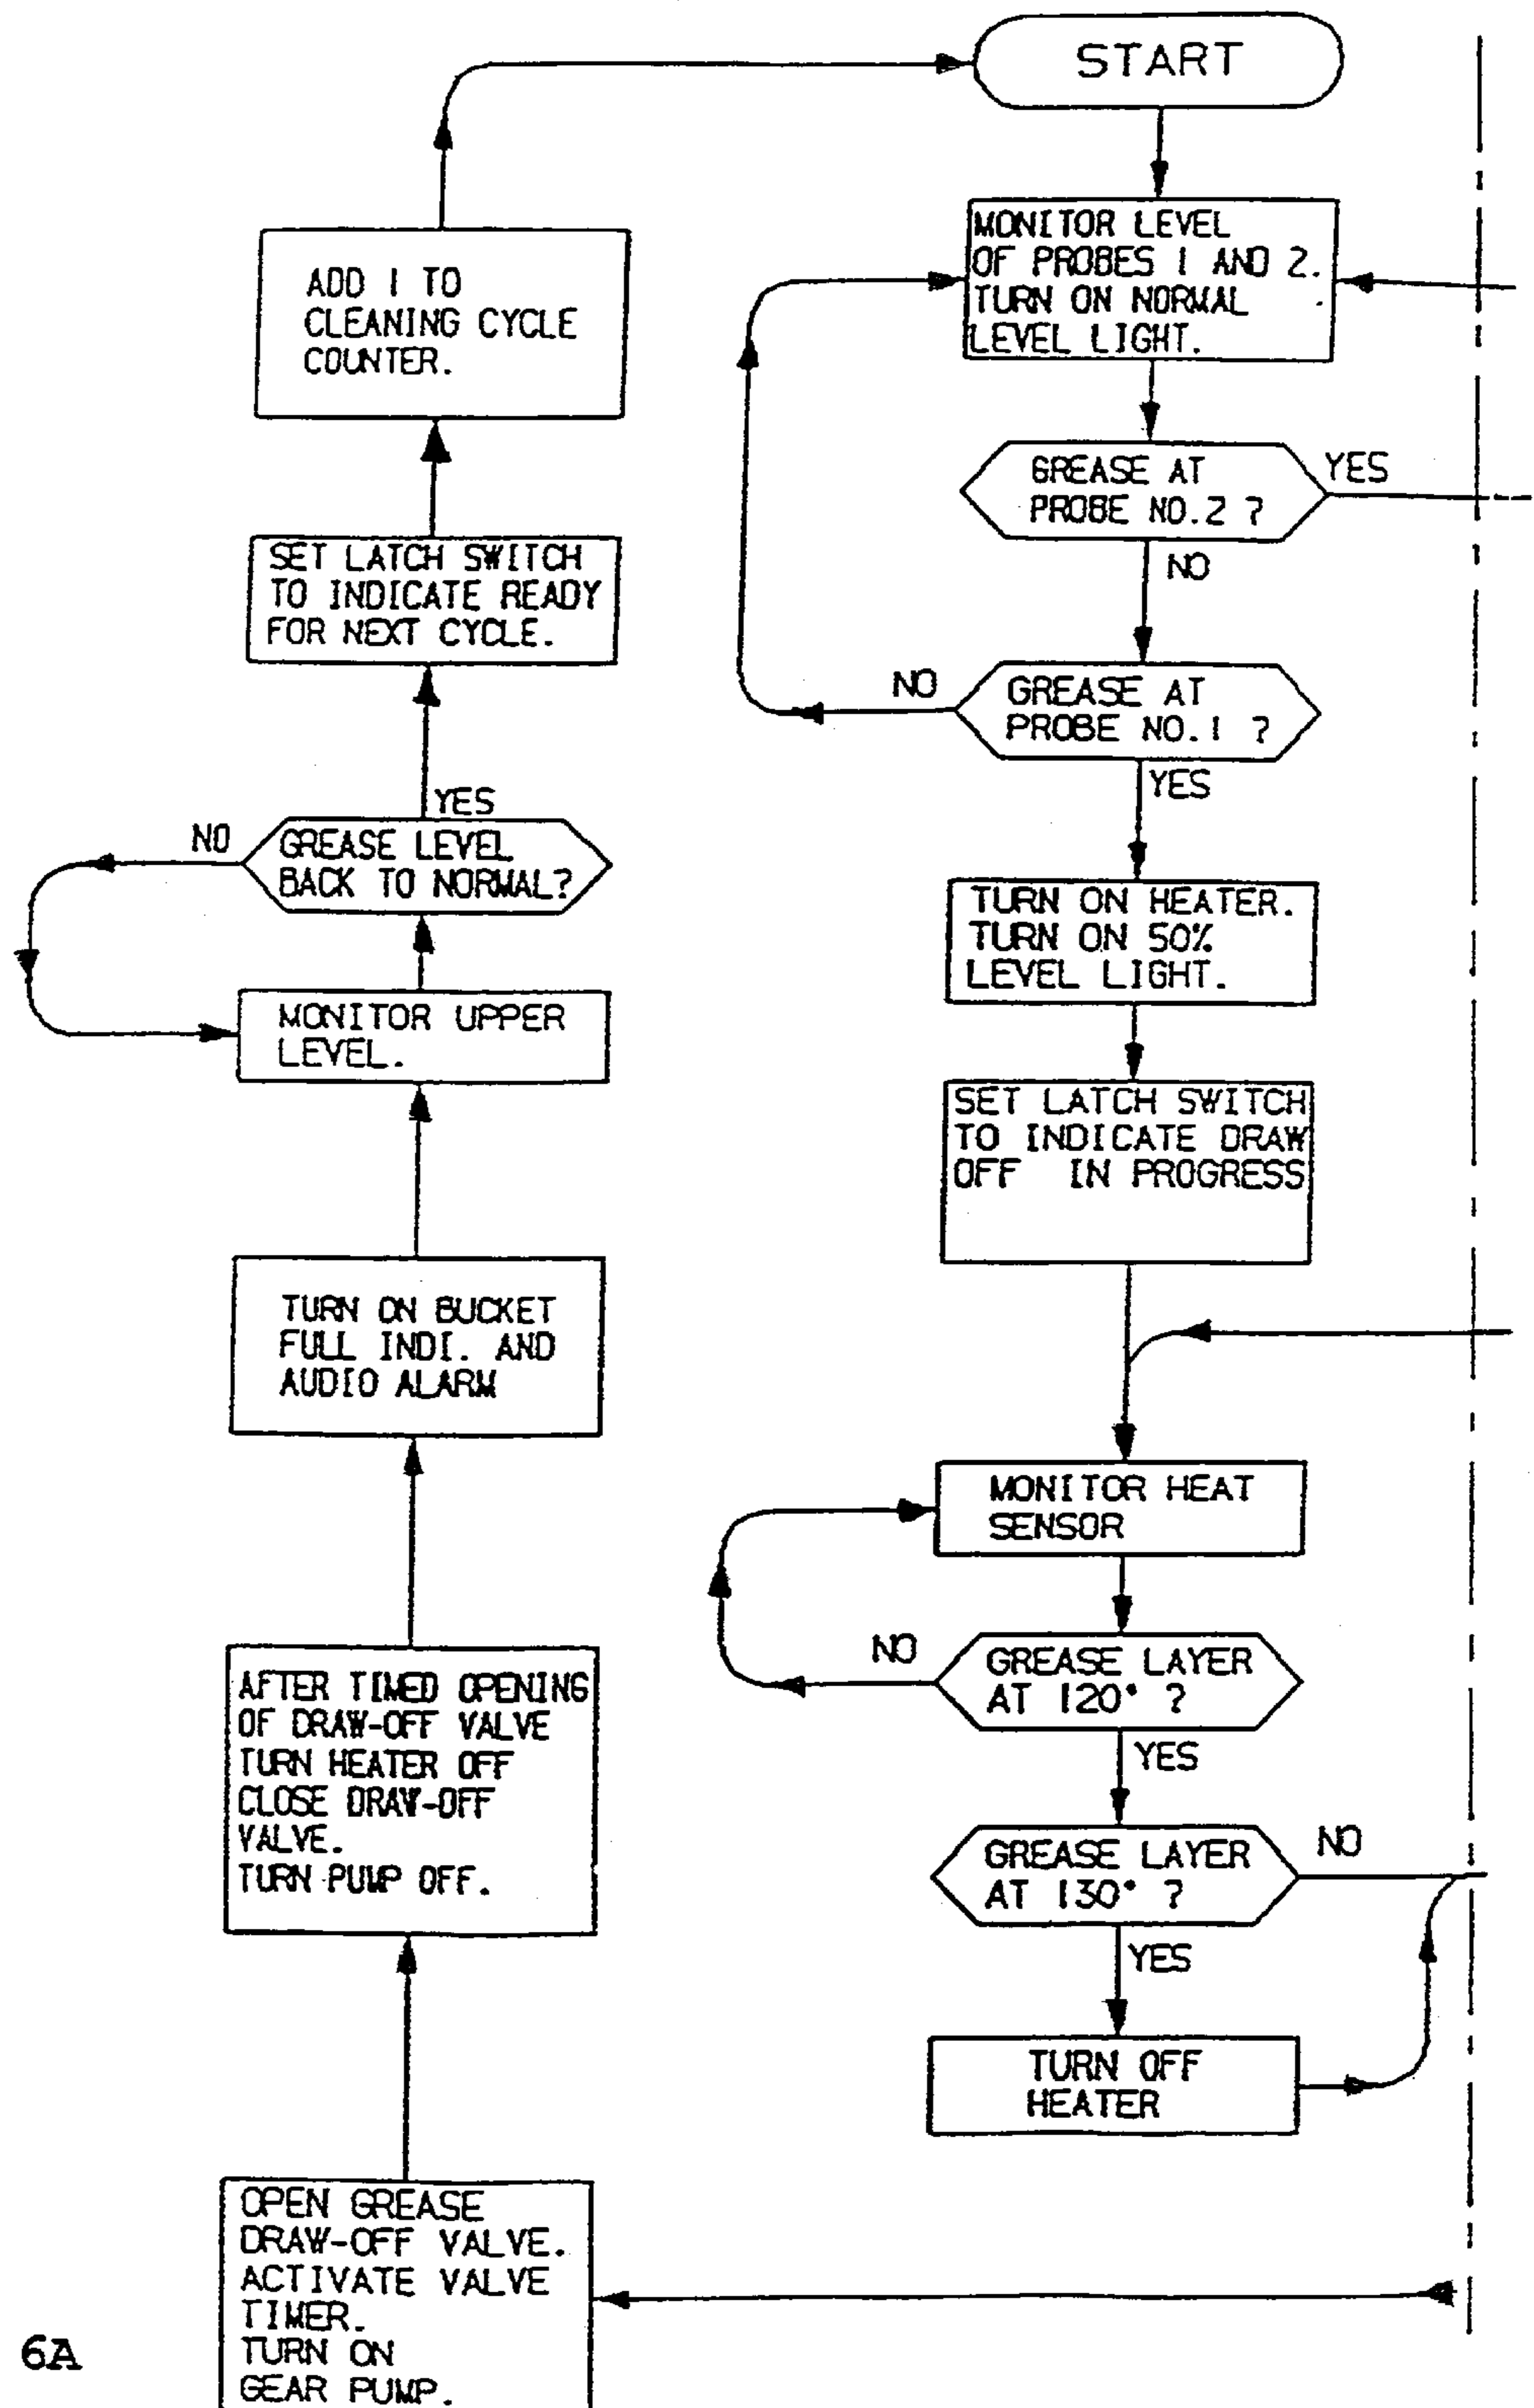 START
MONITOR LEVEL
OF PROBES 1 AND 2.
TURN ON NORMAL
LEVEL LIGHT.
GREASE AT
PROBE NO.2 ?
YES
NO
GREASE AT
PROBE NO.1 ?
NO
YES
TURN ON HEATER.
TURN ON 50%
LEVEL LIGHT.
SET LATCH SWITCH
TO INDICATE DRAW
OFF IN PROGRESS
MONITOR HEAT
SENSOR
GREASE LAYER
AT 120° ?
NO
YES
GREASE LAYER
AT 130° ?
NO
YES
TURN OFF
HEATER
OPEN GREASE
DRAW-OFF VALVE.
ACTIVATE VALVE
TIMER.
TURN ON
GEAR PUMP.
AFTER TIMED OPENING
OF DRAW-OFF VALVE
TURN HEATER OFF
CLOSE DRAW-OFF
VALVE.
TURN PUMP OFF.
TURN ON BUCKET
FULL INDI. AND
AUDIO ALARM
MONITOR UPPER
LEVEL.
GREASE LEVEL
BACK TO NORMAL?
NO
YES
SET LATCH SWITCH
TO INDICATE READY
FOR NEXT CYCLE.
ADD 1 TO
CLEANING CYCLE
COUNTER.
6A